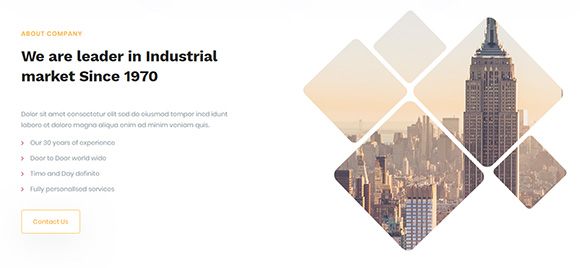 ABOUT COMPANY
We are leader in Industrial
market Since 1970
Dolor sit amet consectetur elit sed do eiusmod tempor incd idunt
labore et dolore magna aliqua enim ad minim veniam quis.
Our 30 years of experience
Door to Door world wide
Time and Day definite
Fully personalised services
Contact Us